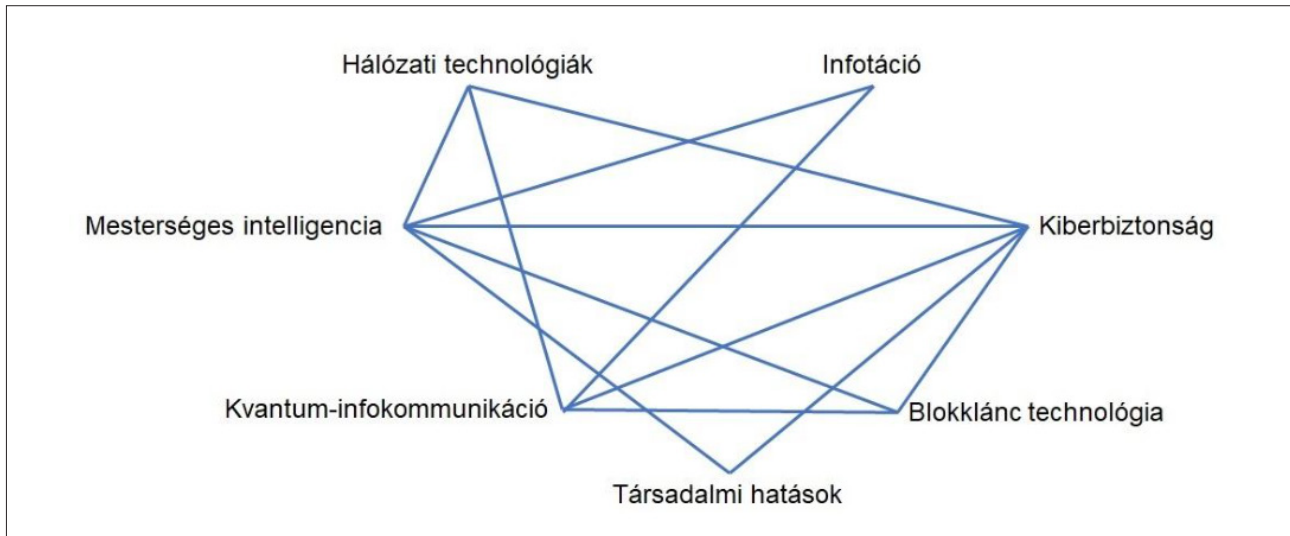 Hálózati technológiák
Infotáció
Mesterséges intelligencia
Kiberbiztonság
Kvantum-infokommunikáció
Blokklánc technológia
Társadalmi hatások